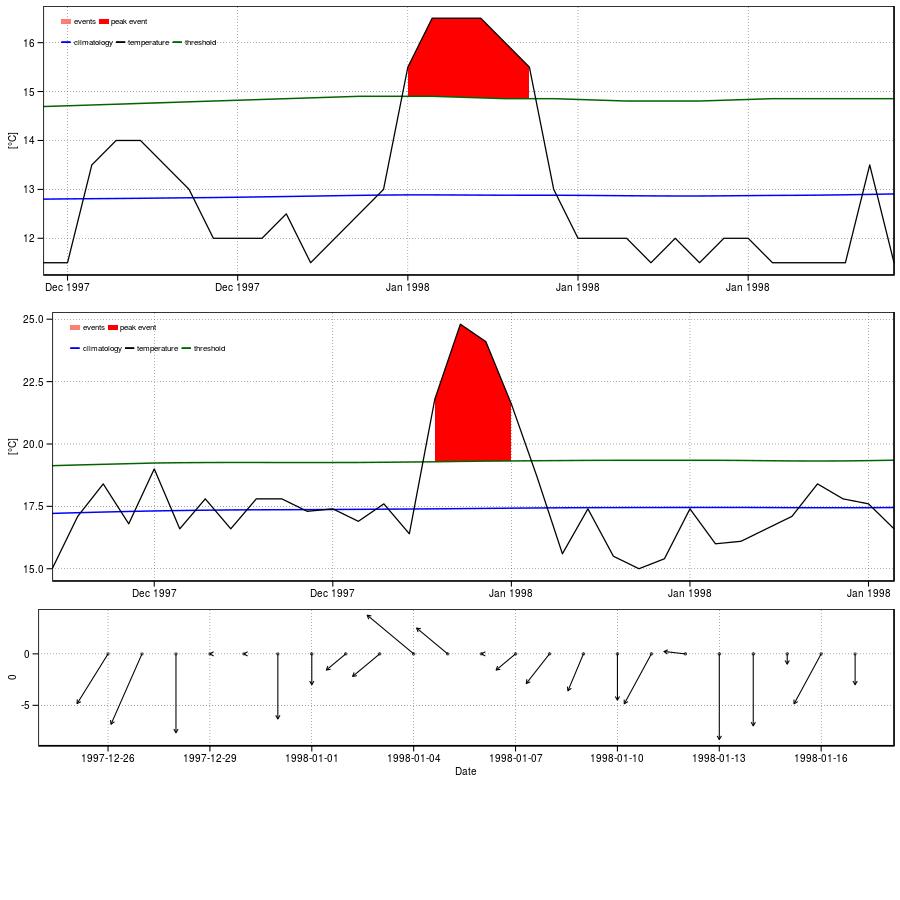 events peak event
climatology temperature threshold
16
15
14
13
12
[°C]
Dec 1997 Dec 1997 Jan 1998 Jan 1998 Jan 1998
events peak event
climatology temperature threshold
25.0
22.5
20.0
17.5
15.0
[°C]
Dec 1997 Dec 1997 Jan 1998 Jan 1998 Jan 1998
0
-5
0
1997-12-26 1997-12-29 1998-01-01 1998-01-04 1998-01-07 1998-01-10 1998-01-13 1998-01-16
Date